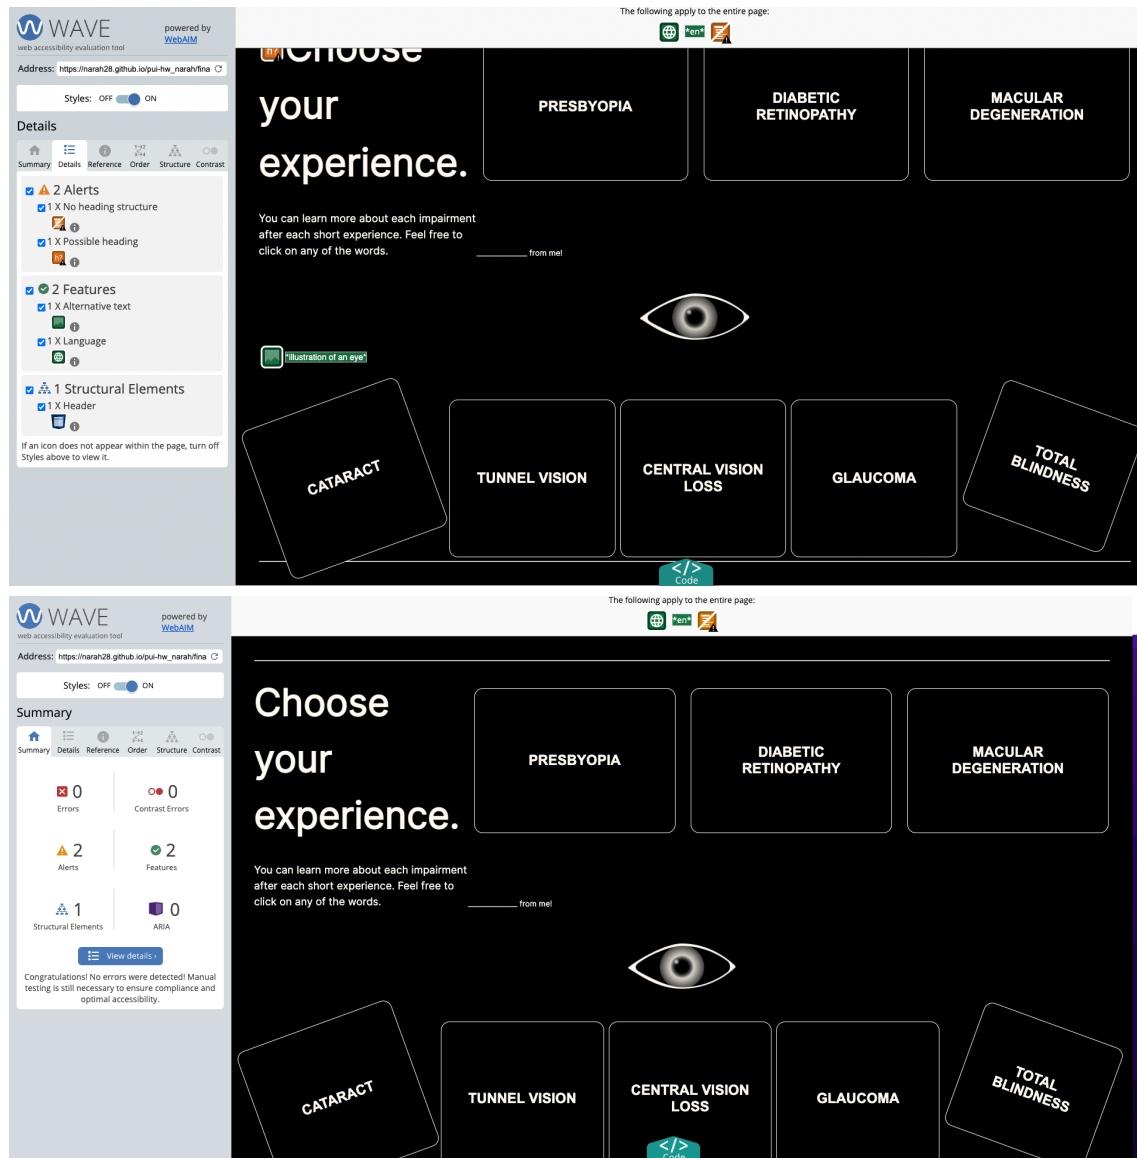 WAVE
powered by
WebAIM
web accessibility evaluation tool
Address: https://narah28.github.io/pui-hw_narah/fina
Styles: OFF ON
Details
Summary Details Reference Order Structure Contrast
2 Alerts
1 X No heading structure
1 X Possible heading
h?
2 Features
1 X Alternative text
1 X Language
1 Structural Elements
1 X Header
If an icon does not appear within the page, turn off
Styles above to view it.
The following apply to the entire page:
*en*
h?
Choose
your
experience.
You can learn more about each impairment
after each short experience. Feel free to
click on any of the words.
from me!
PRESBYOPIA
DIABETIC
RETINOPATHY
MACULAR
DEGENERATION
*illustration of an eye*
CATARACT
TUNNEL VISION
CENTRAL VISION
LOSS
GLAUCOMA
TOTAL
BLINDNESS
</>
Code
WAVE
powered by
WebAIM
web accessibility evaluation tool
Address: https://narah28.github.io/pui-hw_narah/fina
Styles: OFF ON
Summary
Summary Details Reference Order Structure Contrast
0
Errors
0
Contrast Errors
2
Alerts
2
Features
1
Structural Elements
0
ARIA
View details ›
Congratulations! No errors were detected! Manual
testing is still necessary to ensure compliance and
optimal accessibility.
The following apply to the entire page:
*en*
Choose
your
experience.
You can learn more about each impairment
after each short experience. Feel free to
click on any of the words.
from me!
PRESBYOPIA
DIABETIC
RETINOPATHY
MACULAR
DEGENERATION
CATARACT
TUNNEL VISION
CENTRAL VISION
LOSS
GLAUCOMA
TOTAL
BLINDNESS
</>
Code